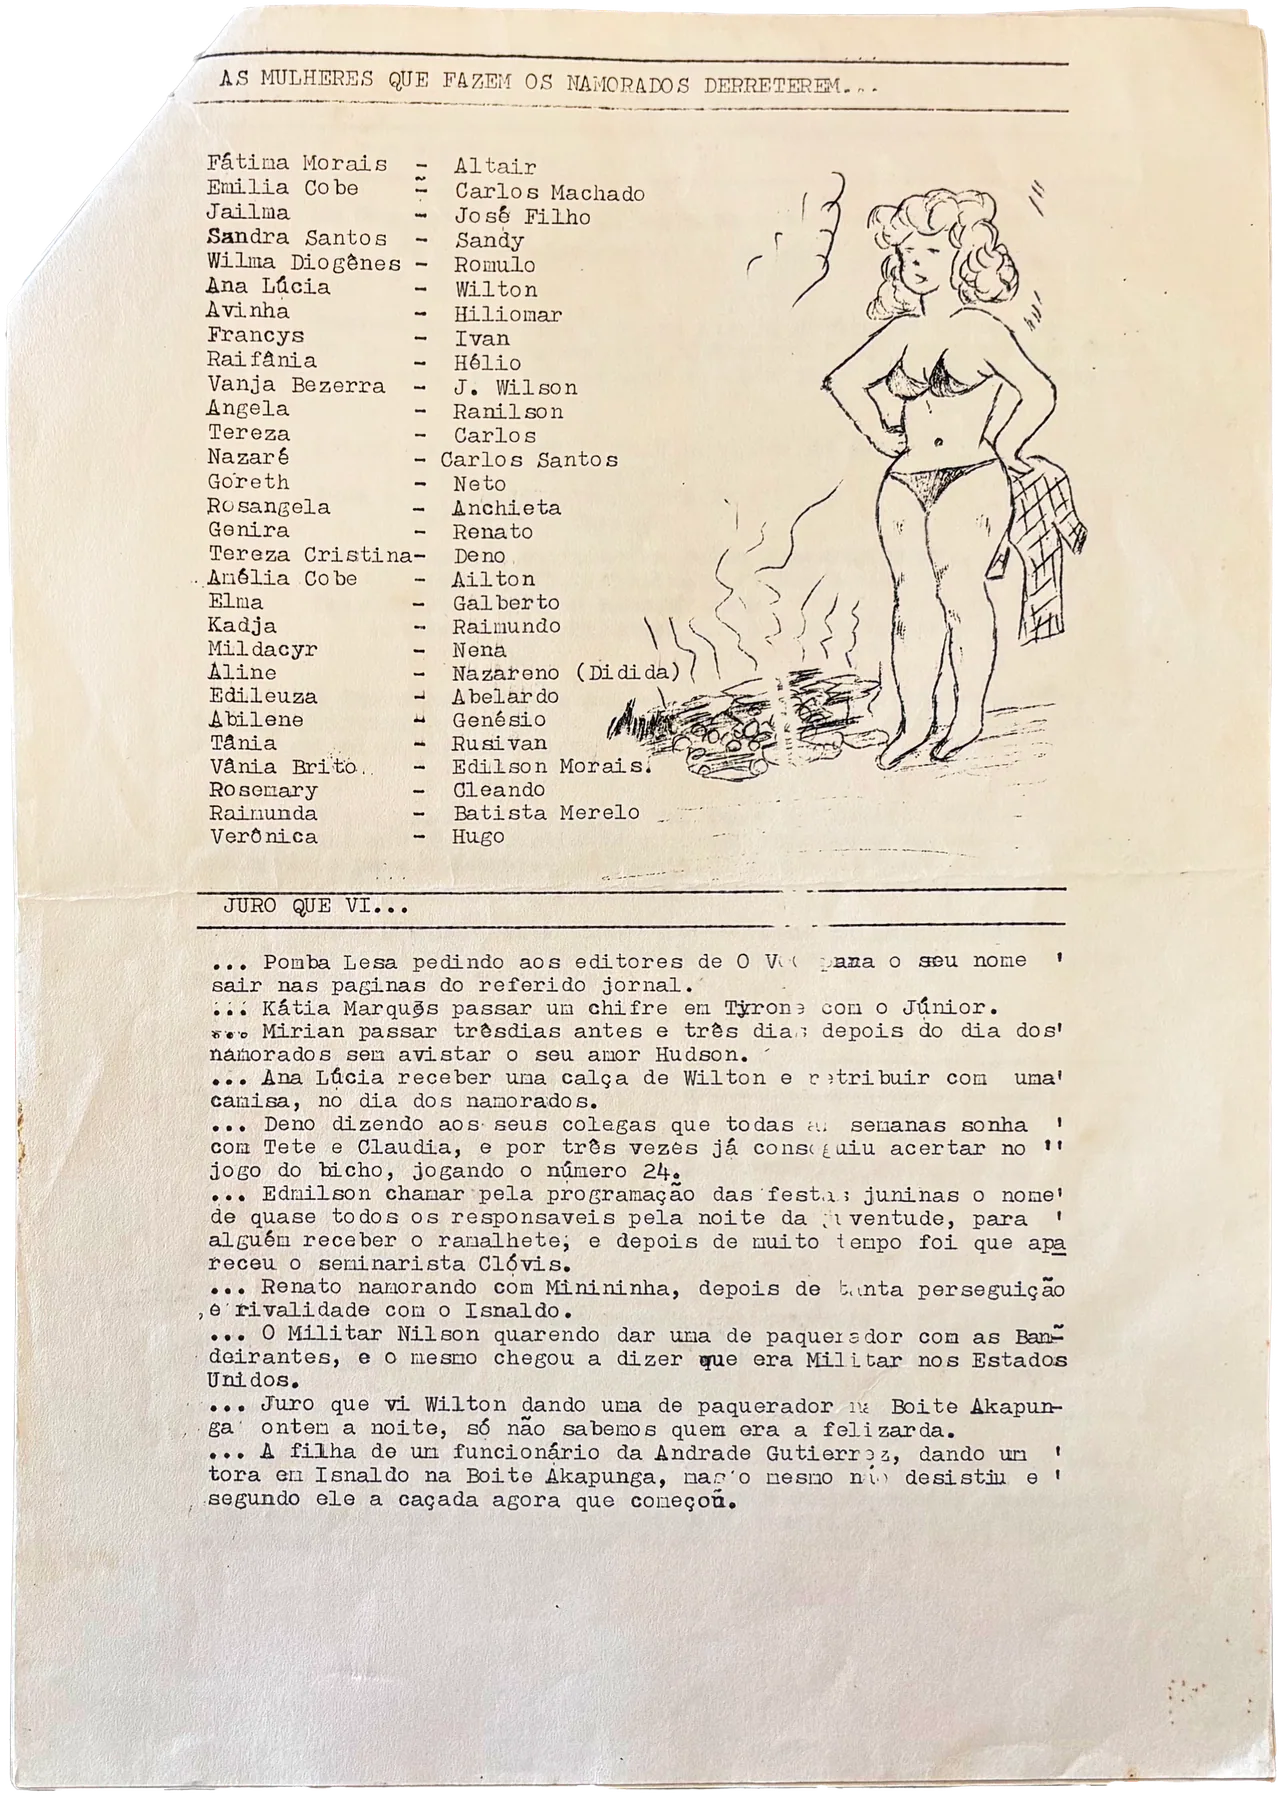 AS MULHERES QUE FAZEM OS NAMORADOS DERRETEREM...
Fátima Morais - Altair
Emilia Cobe - Carlos Machado
Jailma - José Filho
Sandra Santos - Sandy
Wilma Diogênes - Romulo
Ana Lúcia - Wilton
Avinha - Hiliomar
Francys - Ivan
Raifânia - Hélio
Vanja Bezerra - J. Wilson
Angela - Ranilson
Tereza - Carlos
Nazaré - Carlos Santos
Goreth - Neto
Rosangela - Anchieta
Genira - Renato
Tereza Cristina- Deno
Amélia Cobe - Ailton
Elma - Galberto
Kadja - Raimundo
Mildacyr - Nena
Aline - Nazareno (Didida)
Edileuza - Abelardo
Abilene - Genésio
Tânia - Rusivan
Vânia Brito - Edilson Morais.
Rosemary - Cleando
Raimunda - Batista Merelo
Verônica - Hugo
JURO QUE VI...
... Pomba Lesa pedindo aos editores de O para o seu nome '
sair nas paginas do referido jornal.
... Kátia Marques passar um chifre em Tyrone com o Júnior.
... Mirian passar trêsdias antes e três dias depois do dia dos'
namorados sem avistar o seu amor Hudson.
... Ana Lúcia receber uma calça de Wilton e retribuir com uma'
camisa, no dia dos namorados.
... Deno dizendo aos seus colegas que todas as semanas sonha '
com Tete e Claudia, e por três vezes já conseguiu acertar no ''
jogo do bicho, jogando o número 24.
... Edmilson chamar pela programação das festas juninas o nome'
de quase todos os responsaveis pela noite da juventude, para '
alguém receber o ramalhete; e depois de muito tempo foi que apa
receu o seminarista Clóvis.
... Renato namorando com Minininha, depois de tanta perseguição
e rivalidade com o Isnaldo.
... O Militar Nilson quarendo dar uma de paquerador com as Ban-
deirantes, e o mesmo chegou a dizer que era Militar nos Estados
Unidos.
... Juro que vi Wilton dando uma de paquerador na Boite Akapun-
ga ontem a noite, só não sabemos quem era a felizarda.
... A filha de um funcionário da Andrade Gutierrez, dando um '
tora em Isnaldo na Boite Akapunga, mas o mesmo não desistiu e '
segundo ele a caçada agora que começou.